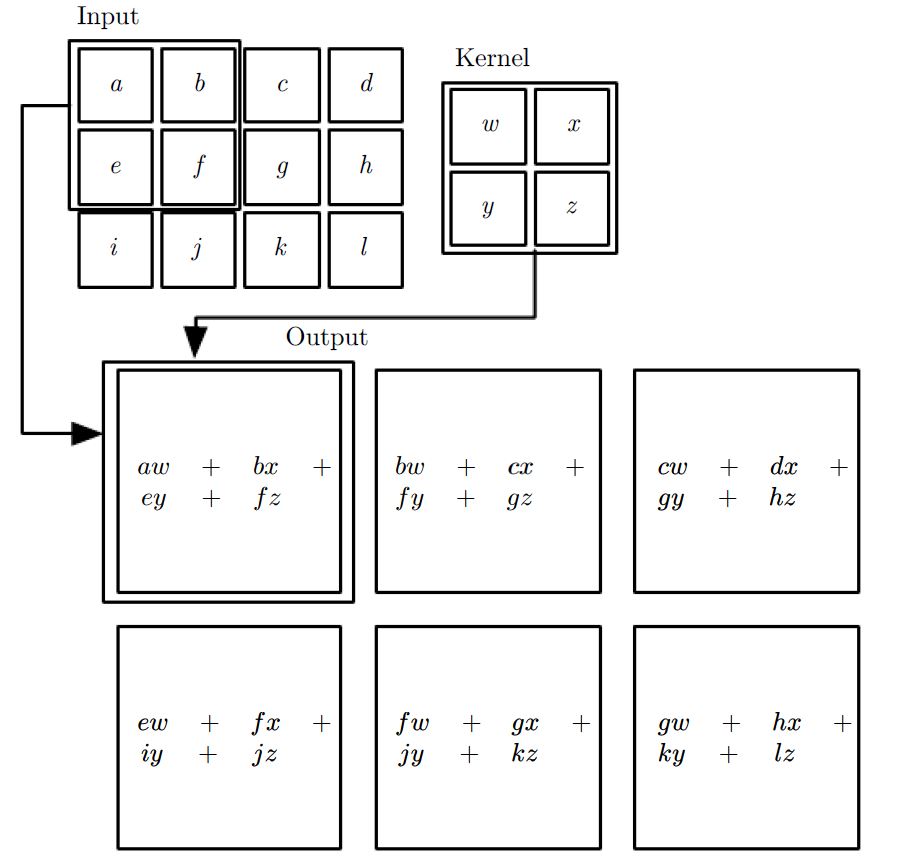 Input
Kernel
a b c d
w x
e f g h
y z
i j k l
Output
aw + bx +
ey + fz
bw + cx +
fy + gz
cw + dx +
gy + hz
ew + fx +
iy + jz
fw + gx +
jy + kz
gw + hx +
ky + lz